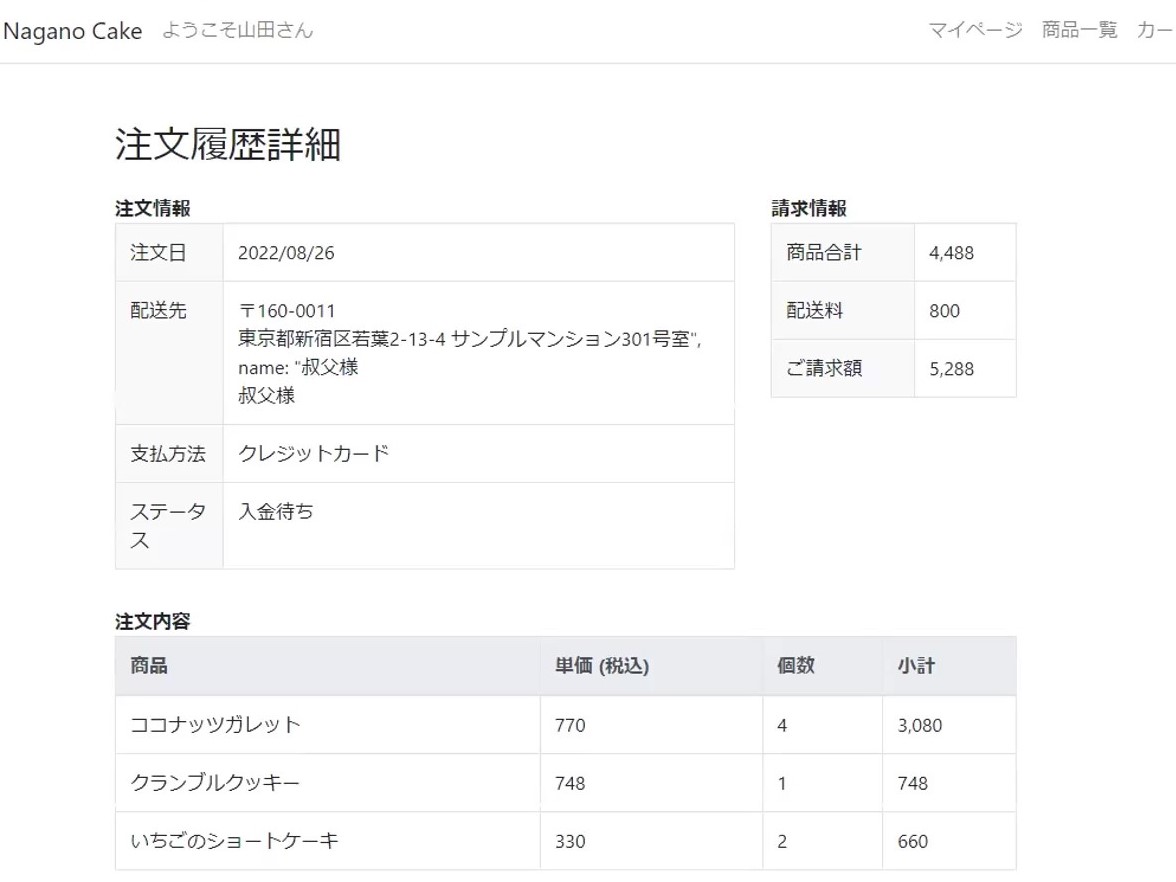 Nagano Cake ようこそ山田さん マイページ 商品一覧 カー
注文履歴詳細
注文情報
注文日 2022/08/26
配送先 〒160-0011
東京都新宿区若葉2-13-4 サンプルマンション301号室",
name: "叔父様
叔父様
支払方法 クレジットカード
ステータ
ス
入金待ち
請求情報
商品合計 4,488
配送料 800
ご請求額 5,288
注文内容
商品 単価 (税込) 個数 小計
ココナッツガレット 770 4 3,080
クランブルクッキー 748 1 748
いちごのショートケーキ 330 2 660